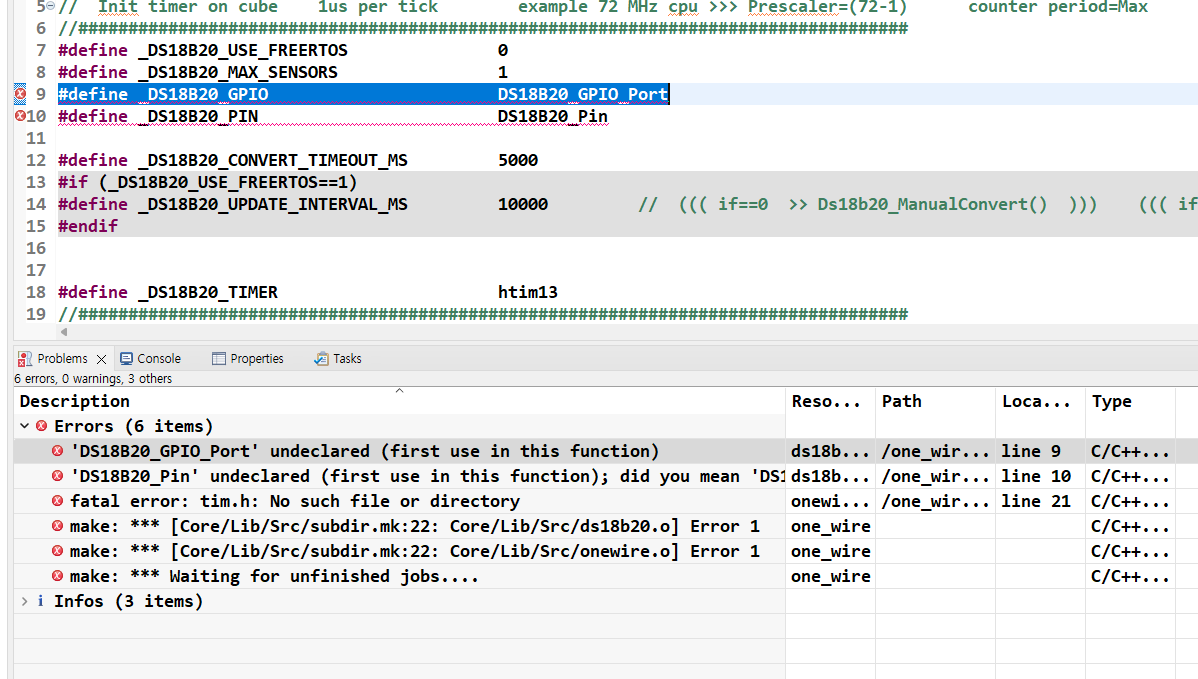 5 //  Init timer on cube    1us per tick        example 72 MHz cpu >>> Prescaler=(72-1)      counter period=Max
6 //###################################################################################
7 #define _DS18B20_USE_FREERTOS               0
8 #define _DS18B20_MAX_SENSORS                1
9 #define _DS18B20_GPIO                       DS18B20_GPIO_Port
10 #define _DS18B20_PIN                        DS18B20_Pin
11
12 #define _DS18B20_CONVERT_TIMEOUT_MS         5000
13 #if (_DS18B20_USE_FREERTOS==1)
14 #define _DS18B20_UPDATE_INTERVAL_MS         10000         //  ((( if==0  >> Ds18b20_ManualConvert()  )))    ((( if
15 #endif
16
17
18 #define _DS18B20_TIMER                      htim13
19 //###################################################################################
Problems Console Properties Tasks
6 errors, 0 warnings, 3 others
Description Reso... Path Loca... Type
Errors (6 items)
'DS18B20_GPIO_Port' undeclared (first use in this function) ds18b... /one_wir... line 9 C/C++...
'DS18B20_Pin' undeclared (first use in this function); did you mean 'DS1 ds18b... /one_wir... line 10 C/C++...
fatal error: tim.h: No such file or directory onewi... /one_wir... line 21 C/C++...
make: *** [Core/Lib/Src/subdir.mk:22: Core/Lib/Src/ds18b20.o] Error 1 one_wire C/C++...
make: *** [Core/Lib/Src/subdir.mk:22: Core/Lib/Src/onewire.o] Error 1 one_wire C/C++...
make: *** Waiting for unfinished jobs.... one_wire C/C++...
Infos (3 items)